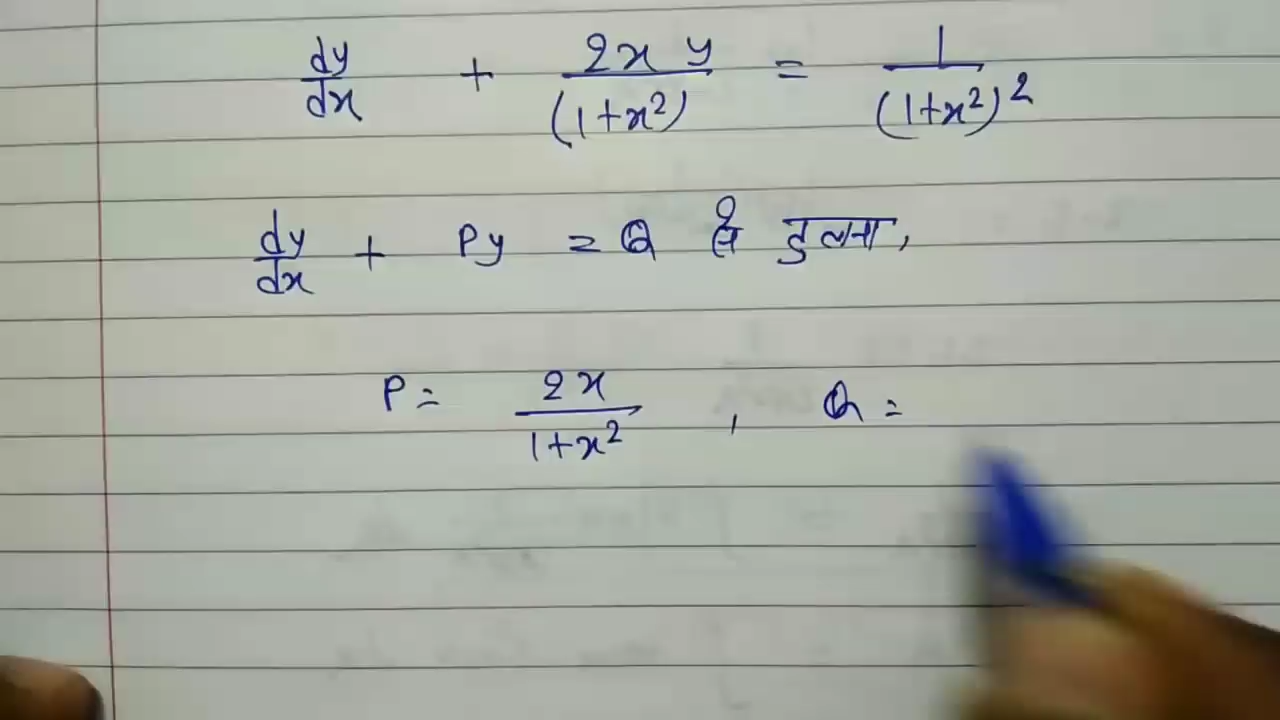 dy/dx + 2xy/(1+x²) = 1/(1+x²)²
dy/dx + Py = Q से तुलना,
P = 2x/1+x² , Q =